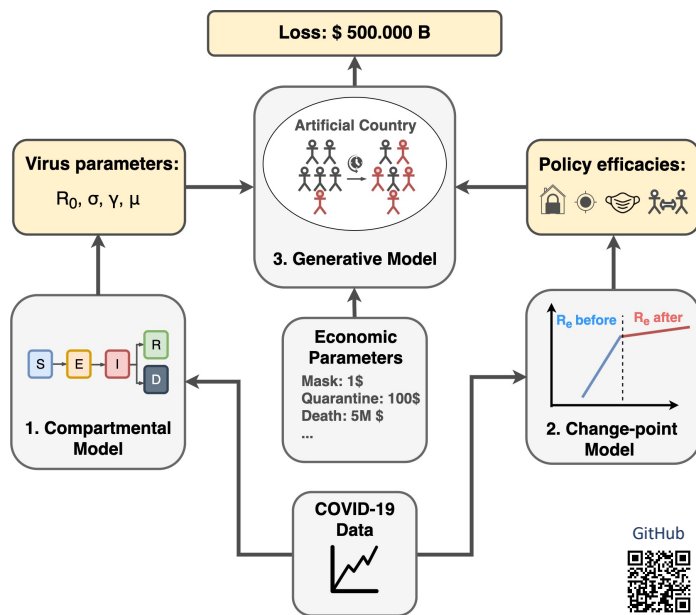 Loss: $ 500.000 B
Artificial Country
3. Generative Model
Virus parameters:
R₀, σ, γ, μ
Policy efficacies:
S
E
I
R
D
1. Compartmental
Model
Economic
Parameters
Mask: 1$
Quarantine: 100$
Death: 5M $
...
Rₑ before
Rₑ after
2. Change-point
Model
COVID-19
Data
GitHub